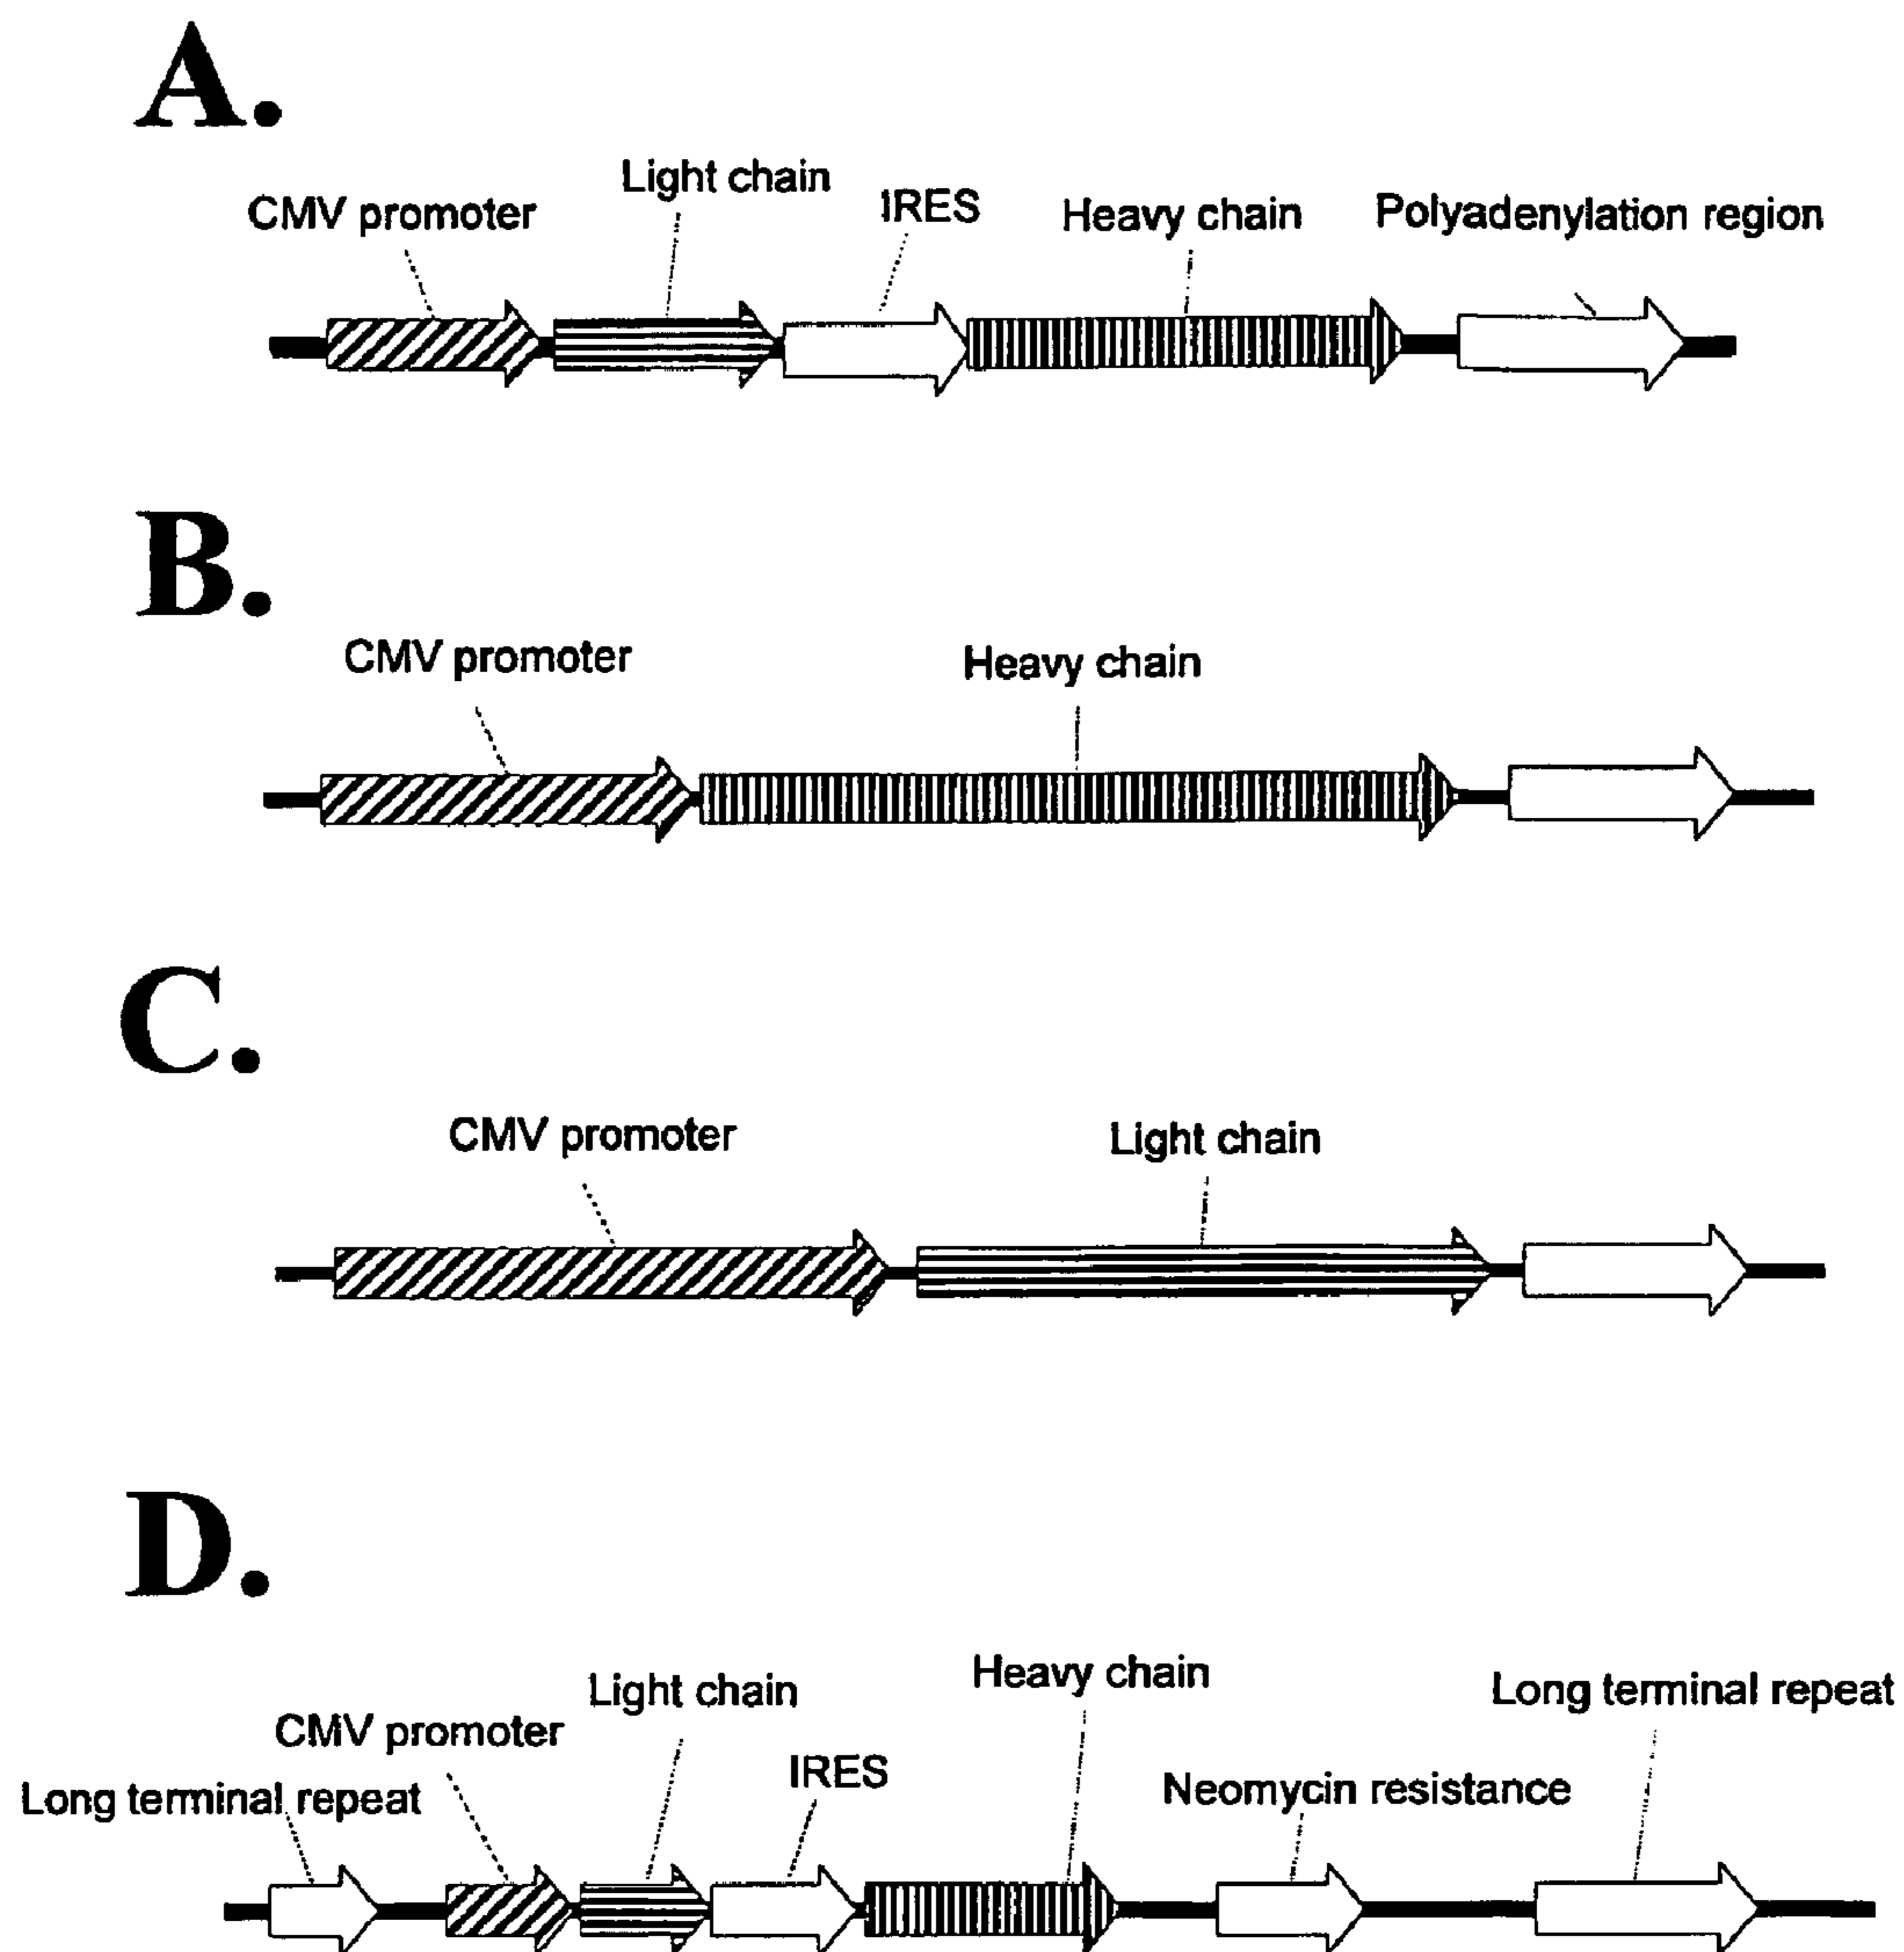 A.
Light chain
CMV promoter
IRES
Heavy chain
Polyadenylation region
B.
CMV promoter
Heavy chain
C.
CMV promoter
Light chain
D.
Heavy chain
Light chain
Long terminal repeat
CMV promoter
IRES
Long terminal repeat
Neomycin resistance